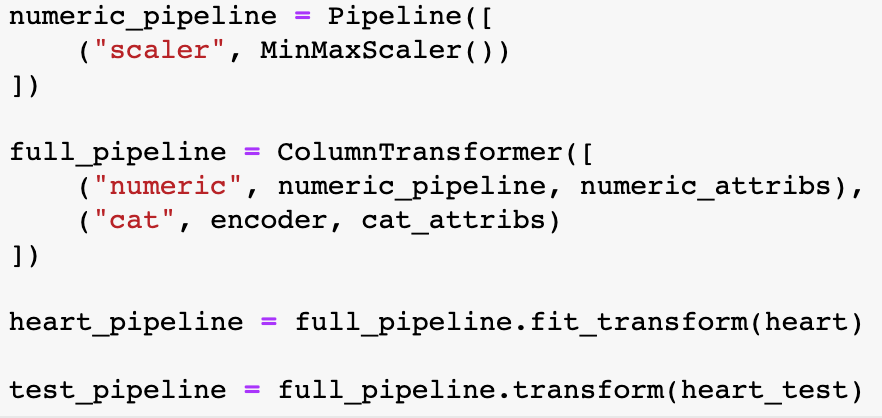 numeric_pipeline = Pipeline([
    ("scaler", MinMaxScaler())
])

full_pipeline = ColumnTransformer([
    ("numeric", numeric_pipeline, numeric_attribs),
    ("cat", encoder, cat_attribs)
])

heart_pipeline = full_pipeline.fit_transform(heart)

test_pipeline = full_pipeline.transform(heart_test)